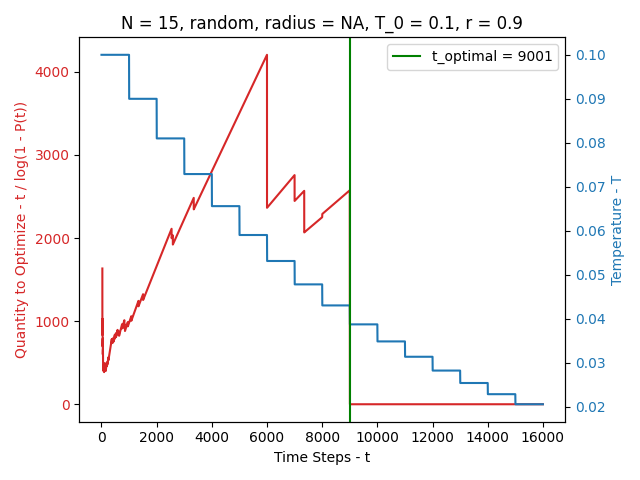 N = 15, random, radius = NA, T_0 = 0.1, r = 0.9
t_optimal = 9001
Quantity to Optimize - t / log(1 - P(t))
4000
3000
2000
1000
0
0.10
0.09
0.08
0.07
0.06
0.05
0.04
0.03
0.02
Temperature - T
0 2000 4000 6000 8000 10000 12000 14000 16000
Time Steps - t